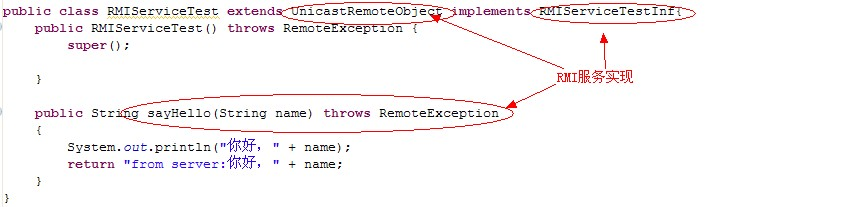 public class RMIServiceTest extends UnicastRemoteObject implements RMIServiceTestInf{
public RMIServiceTest() throws RemoteException {
super();
}
RMI服务实现
public String sayHello(String name) throws RemoteException
{
System.out.println("你好，" + name);
return "from server:你好，" + name;
}
}